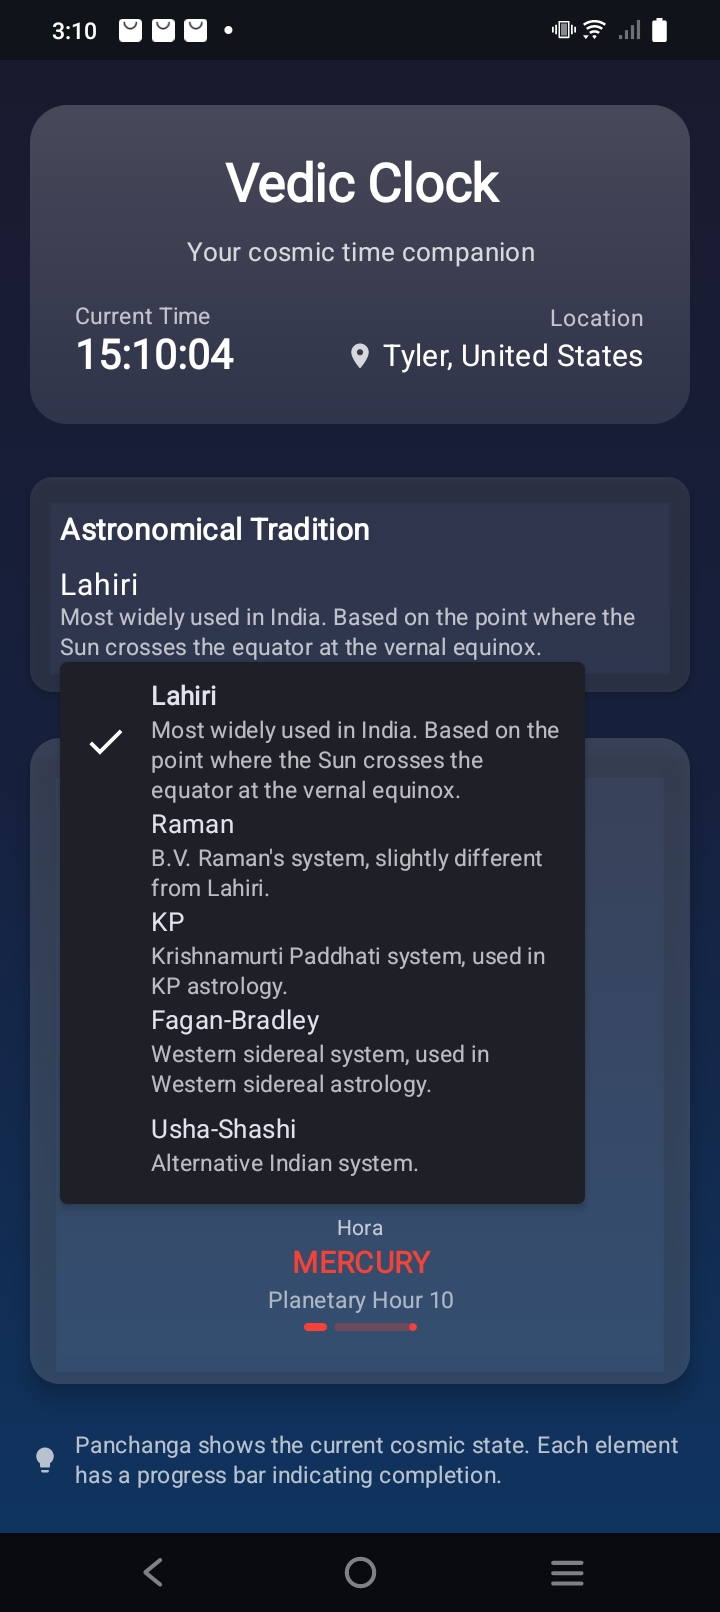 3:10
Vedic Clock
Your cosmic time companion
Current Time
Location
15:10:04
Tyler, United States
Astronomical Tradition
Lahiri
Most widely used in India. Based on the point where the
Sun crosses the equator at the vernal equinox.
Lahiri
Most widely used in India. Based on the
point where the Sun crosses the
equator at the vernal equinox.
Raman
B.V. Raman's system, slightly different
from Lahiri.
KP
Krishnamurti Paddhati system, used in
KP astrology.
Fagan-Bradley
Western sidereal system, used in
Western sidereal astrology.
Usha-Shashi
Alternative Indian system.
Hora
MERCURY
Planetary Hour 10
Panchanga shows the current cosmic state. Each element
has a progress bar indicating completion.